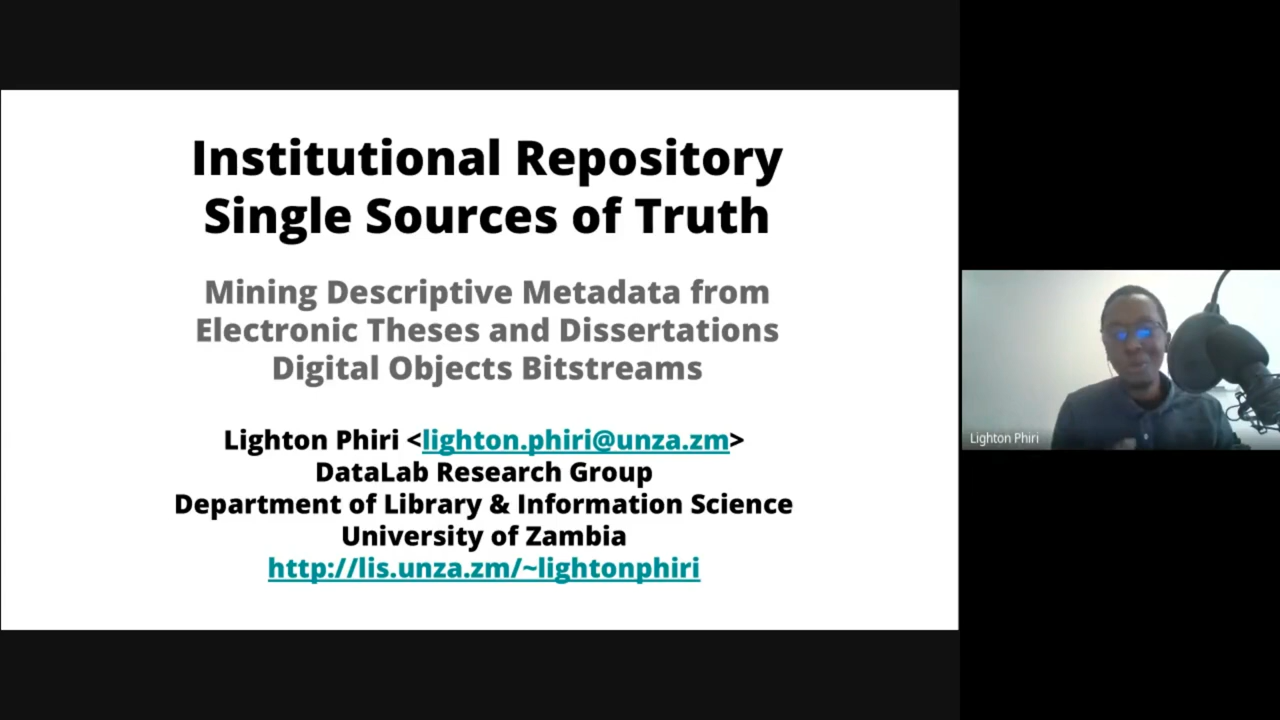 Institutional Repository
Single Sources of Truth
Mining Descriptive Metadata from
Electronic Theses and Dissertations
Digital Objects Bitstreams
Lighton Phiri <lighton.phiri@unza.zm>
DataLab Research Group
Department of Library & Information Science
University of Zambia
http://lis.unza.zm/~lightonphiri
Lighton Phiri